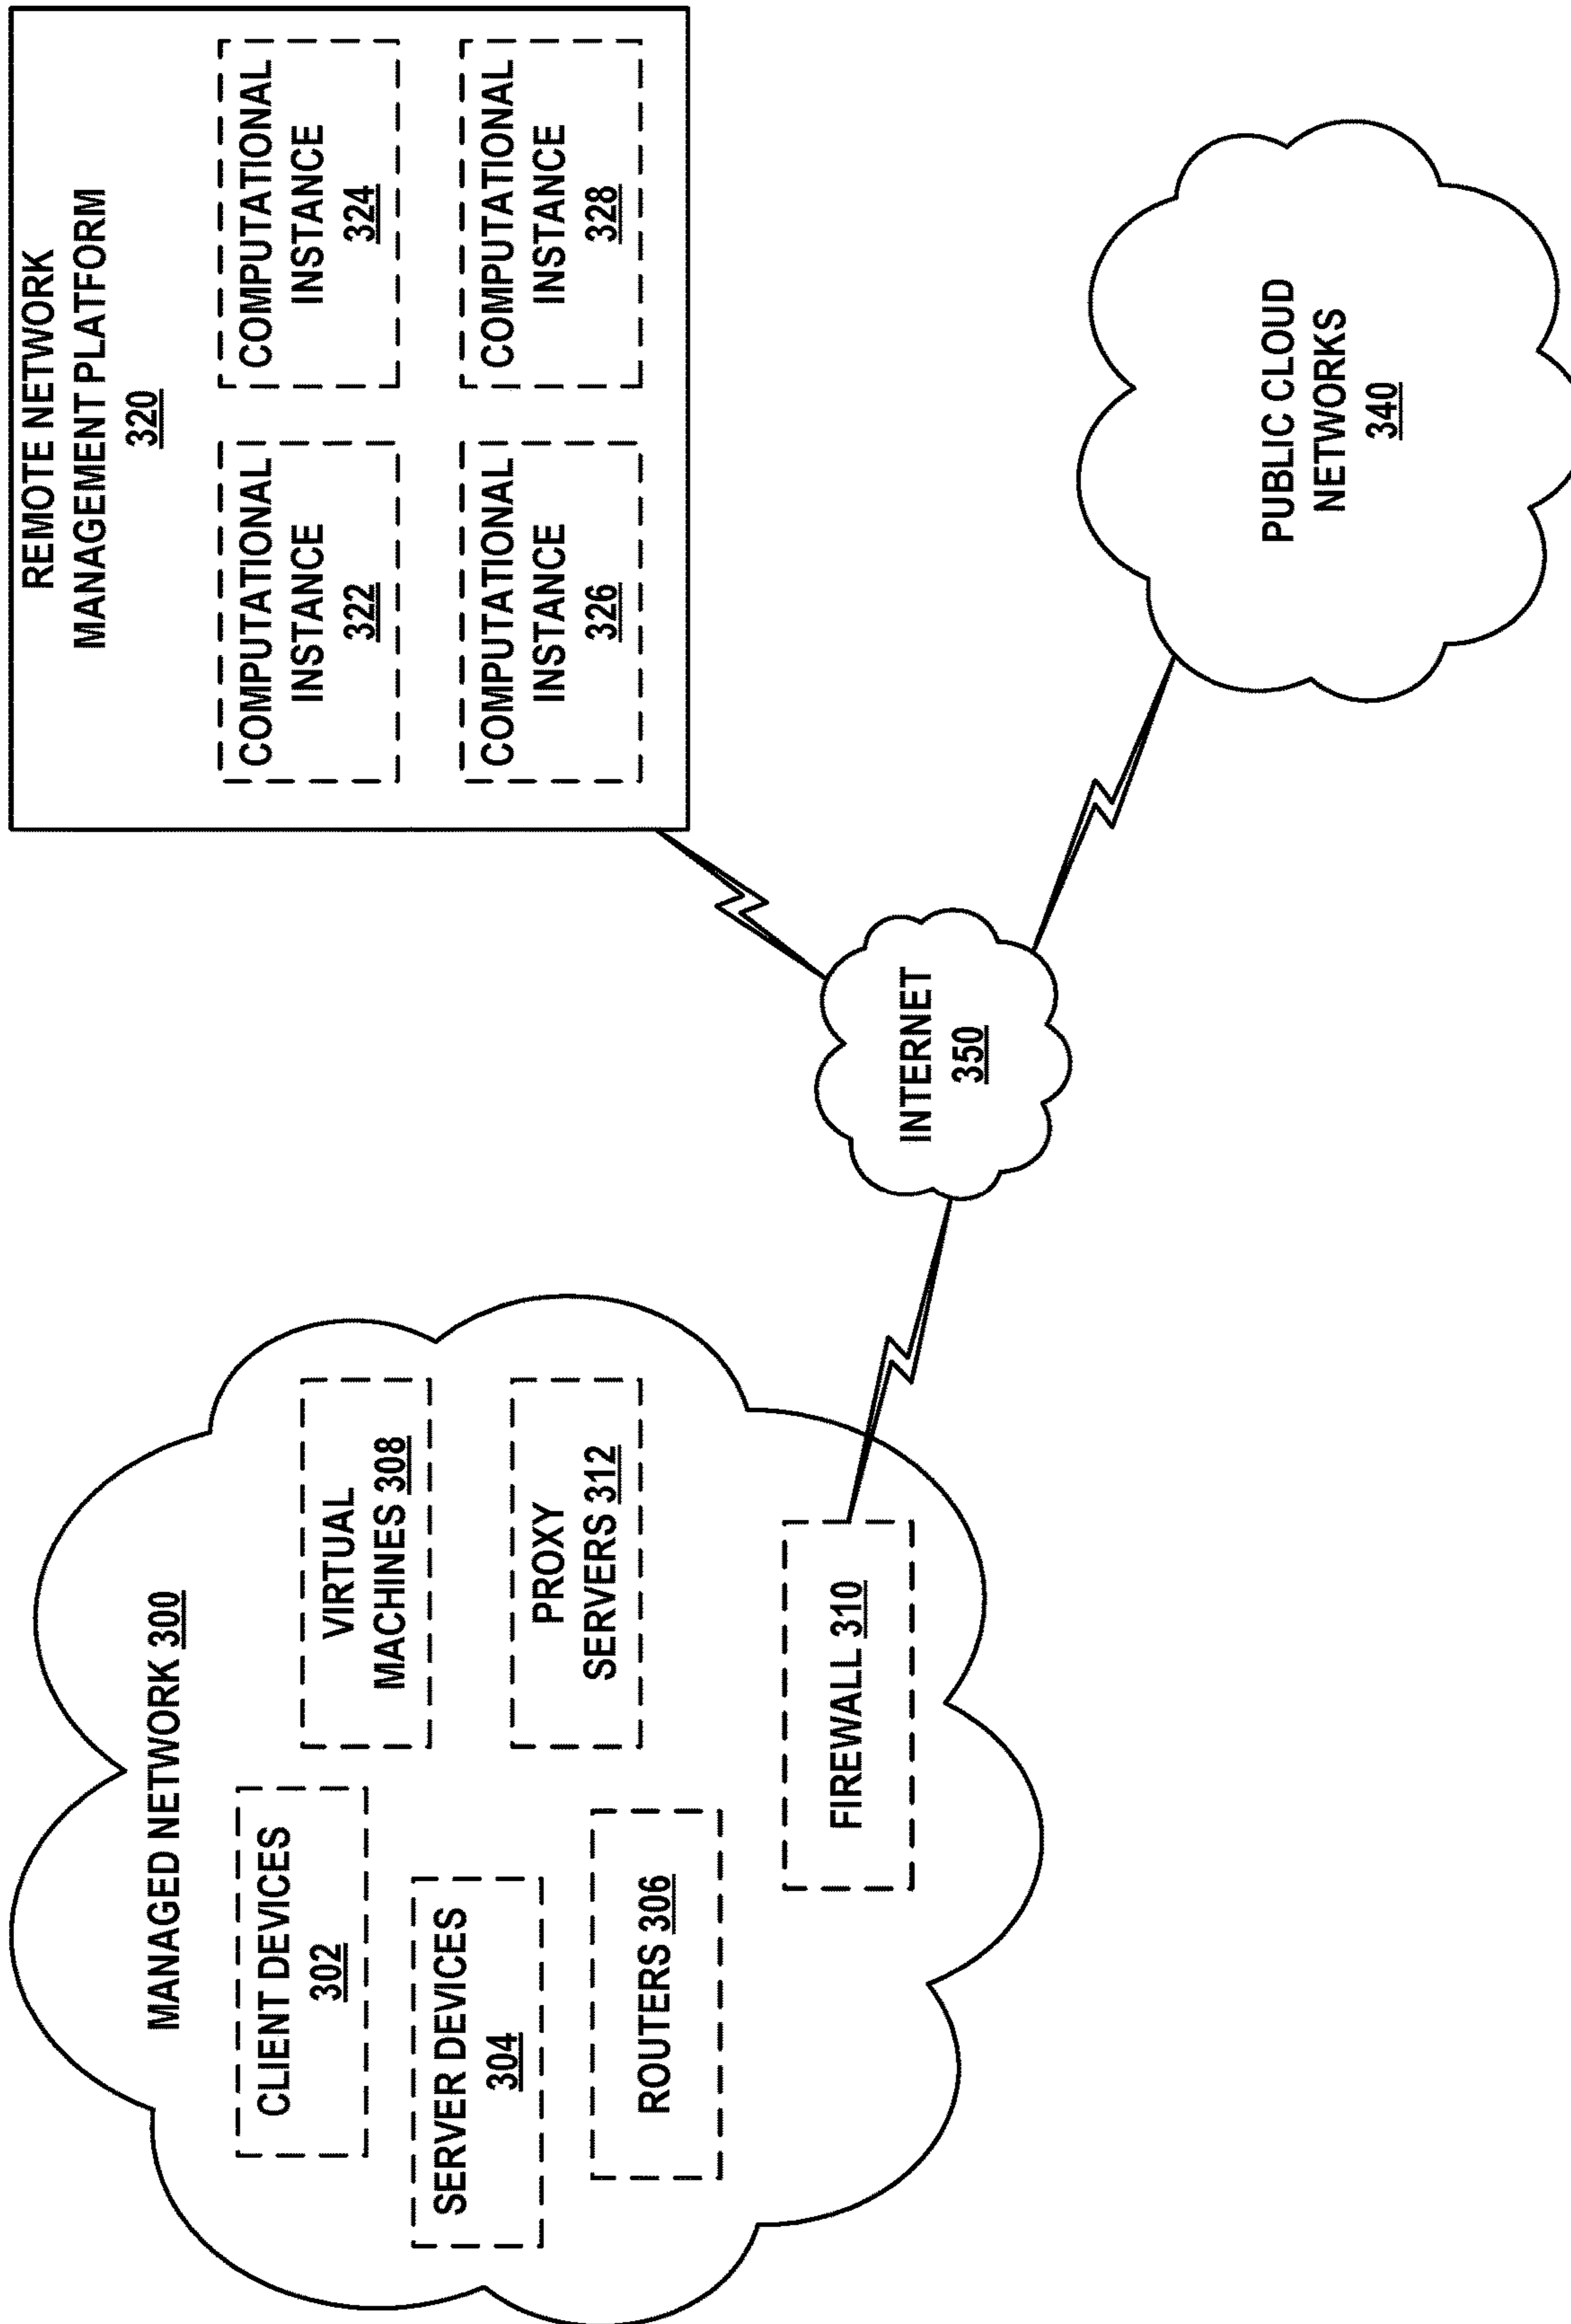 MANAGED NETWORK 300
CLIENT DEVICES
302
SERVER DEVICES
304
ROUTERS 306
VIRTUAL
MACHINES 308
PROXY
SERVERS 312
FIREWALL 310
INTERNET
350
REMOTE NETWORK
MANAGEMENT PLATFORM
320
COMPUTATIONAL
INSTANCE
322
COMPUTATIONAL
INSTANCE
324
COMPUTATIONAL
INSTANCE
326
COMPUTATIONAL
INSTANCE
328
PUBLIC CLOUD
NETWORKS
340